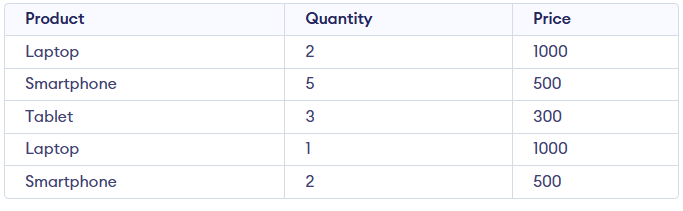 Product Quantity Price
Laptop 2 1000
Smartphone 5 500
Tablet 3 300
Laptop 1 1000
Smartphone 2 500